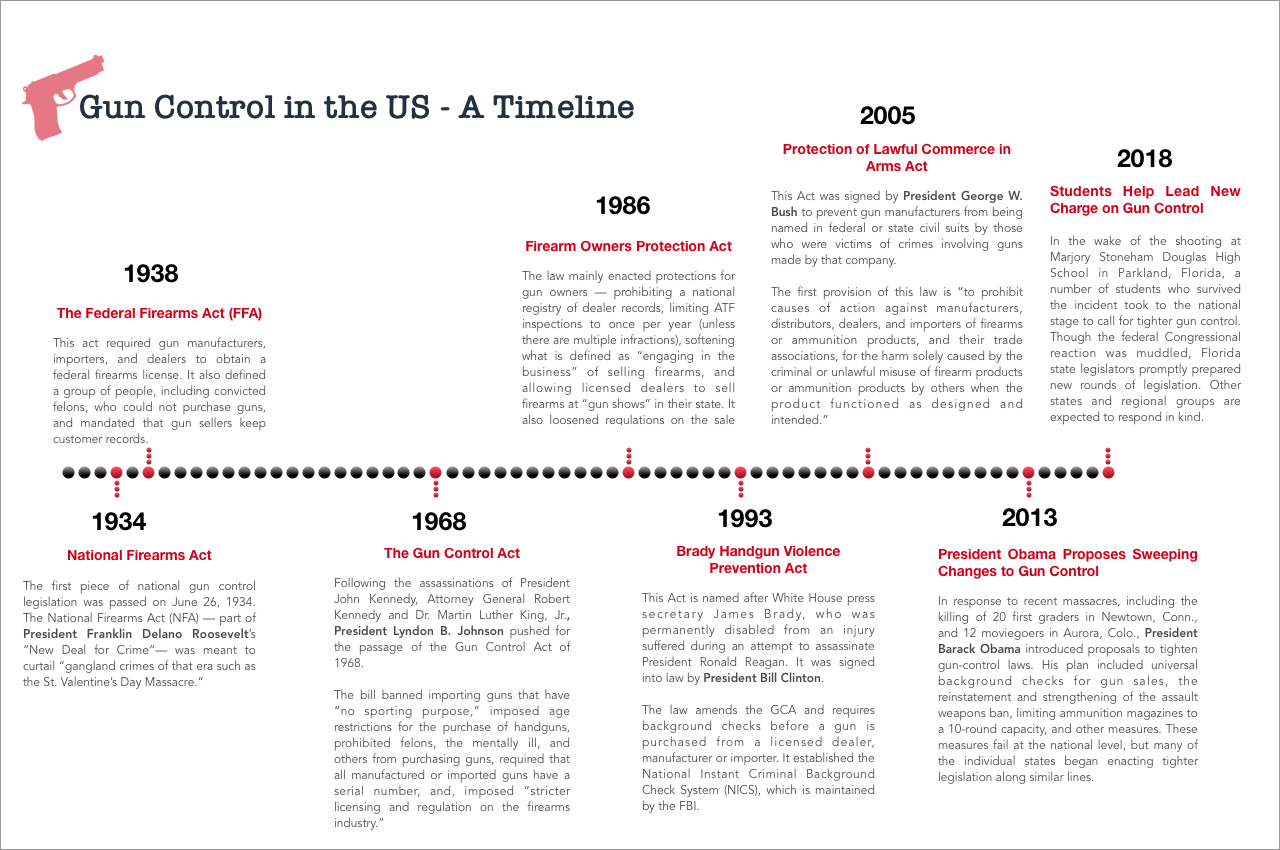 Gun Control in the US - A Timeline
1938
The Federal Firearms Act (FFA)
This act required gun manufacturers,
importers, and dealers to obtain a
federal firearms license. It also defined
a group of people, including convicted
felons, who could not purchase guns,
and mandated that gun sellers keep
customer records.
1986
Firearm Owners Protection Act
The law mainly enacted protections for
gun owners — prohibiting a national
registry of dealer records, limiting ATF
inspections to once per year (unless
there are multiple infractions), softening
what is defined as “engaging in the
business” of selling firearms, and
allowing licensed dealers to sell
firearms at “gun shows” in their state. It
also loosened regulations on the sale
2005
Protection of Lawful Commerce in
Arms Act
This Act was signed by President George W.
Bush to prevent gun manufacturers from being
named in federal or state civil suits by those
who were victims of crimes involving guns
made by that company.
The first provision of this law is “to prohibit
causes of action against manufacturers,
distributors, dealers, and importers of firearms
or ammunition products, and their trade
associations, for the harm solely caused by the
criminal or unlawful misuse of firearm products
or ammunition products by others when the
product functioned as designed and
intended.”
2018
Students Help Lead New
Charge on Gun Control
In the wake of the shooting at
Marjory Stoneham Douglas High
School in Parkland, Florida, a
number of students who survived
the incident took to the national
stage to call for tighter gun control.
Though the federal Congressional
reaction was muddled, Florida
state legislators promptly prepared
new rounds of legislation. Other
states and regional groups are
expected to respond in kind.
1934
National Firearms Act
The first piece of national gun control
legislation was passed on June 26, 1934.
The National Firearms Act (NFA) — part of
President Franklin Delano Roosevelt’s
“New Deal for Crime“— was meant to
curtail “gangland crimes of that era such as
the St. Valentine’s Day Massacre.”
1968
The Gun Control Act
Following the assassinations of President
John Kennedy, Attorney General Robert
Kennedy and Dr. Martin Luther King, Jr.,
President Lyndon B. Johnson pushed for
the passage of the Gun Control Act of
1968.
The bill banned importing guns that have
“no sporting purpose,” imposed age
restrictions for the purchase of handguns,
prohibited felons, the mentally ill, and
others from purchasing guns, required that
all manufactured or imported guns have a
serial number, and, imposed “stricter
licensing and regulation on the firearms
industry.”
1993
Brady Handgun Violence
Prevention Act
This Act is named after White House press
secretary James Brady, who was
permanently disabled from an injury
suffered during an attempt to assassinate
President Ronald Reagan. It was signed
into law by President Bill Clinton.
The law amends the GCA and requires
background checks before a gun is
purchased from a licensed dealer,
manufacturer or importer. It established the
National Instant Criminal Background
Check System (NICS), which is maintained
by the FBI.
2013
President Obama Proposes Sweeping
Changes to Gun Control
In response to recent massacres, including the
killing of 20 first graders in Newtown, Conn.,
and 12 moviegoers in Aurora, Colo., President
Barack Obama introduced proposals to tighten
gun-control laws. His plan included universal
background checks for gun sales, the
reinstatement and strengthening of the assault
weapons ban, limiting ammunition magazines to
a 10-round capacity, and other measures. These
measures fail at the national level, but many of
the individual states began enacting tighter
legislation along similar lines.